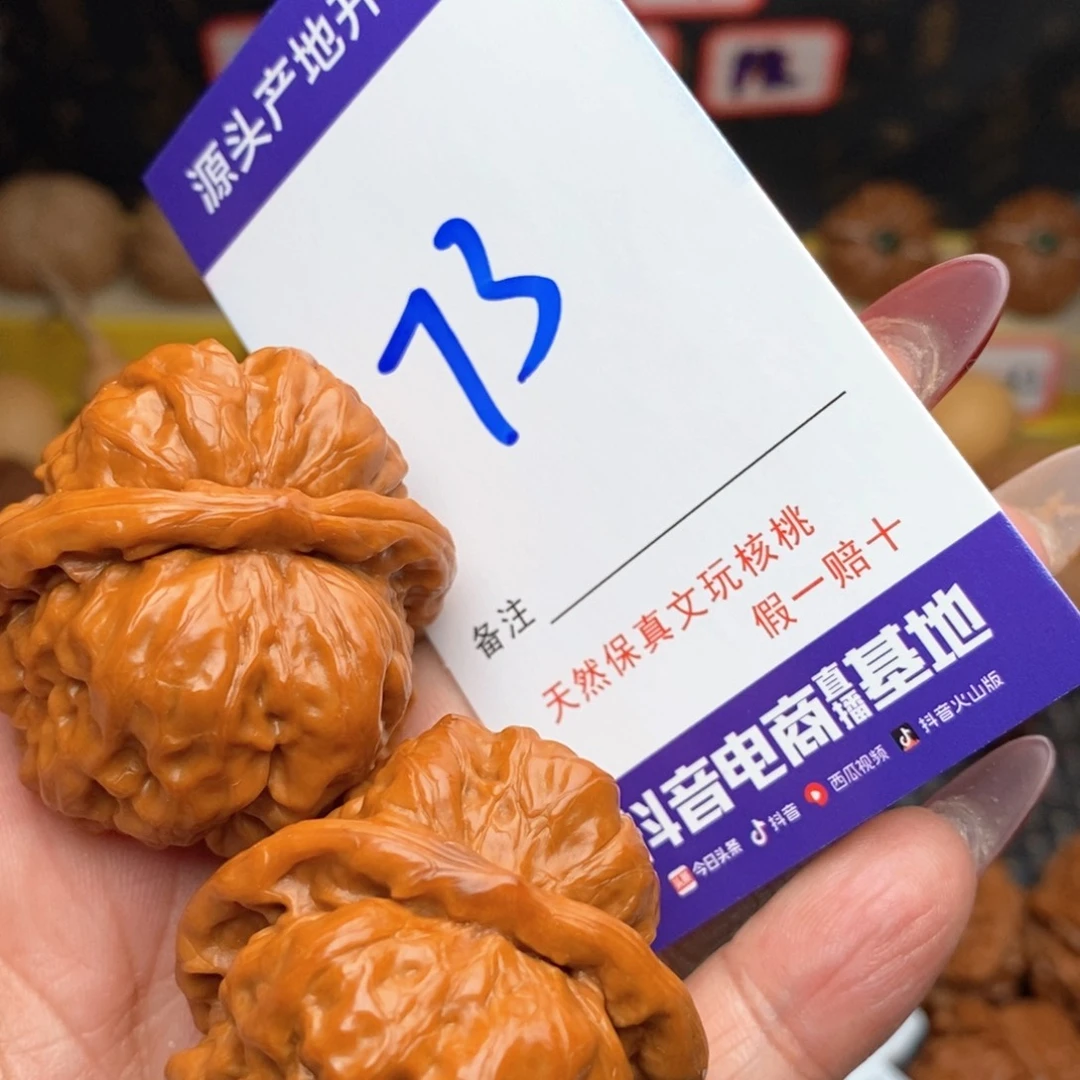 源头产地
73
备注
天然保真文玩核桃
假一赔十
抖音电商直播基地
今日头条 抖音 西瓜视频 抖音火山版